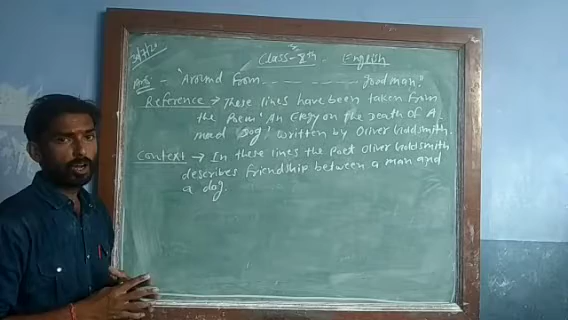 Class-8th English
'Around from ............ good man.'
Reference → These lines have been taken from
the Poem 'An Elegy on the Death of A
mad Dog' written by Oliver Goldsmith.
Context → In these lines the Poet Oliver Goldsmith
describes friendship between a man and
a dog.